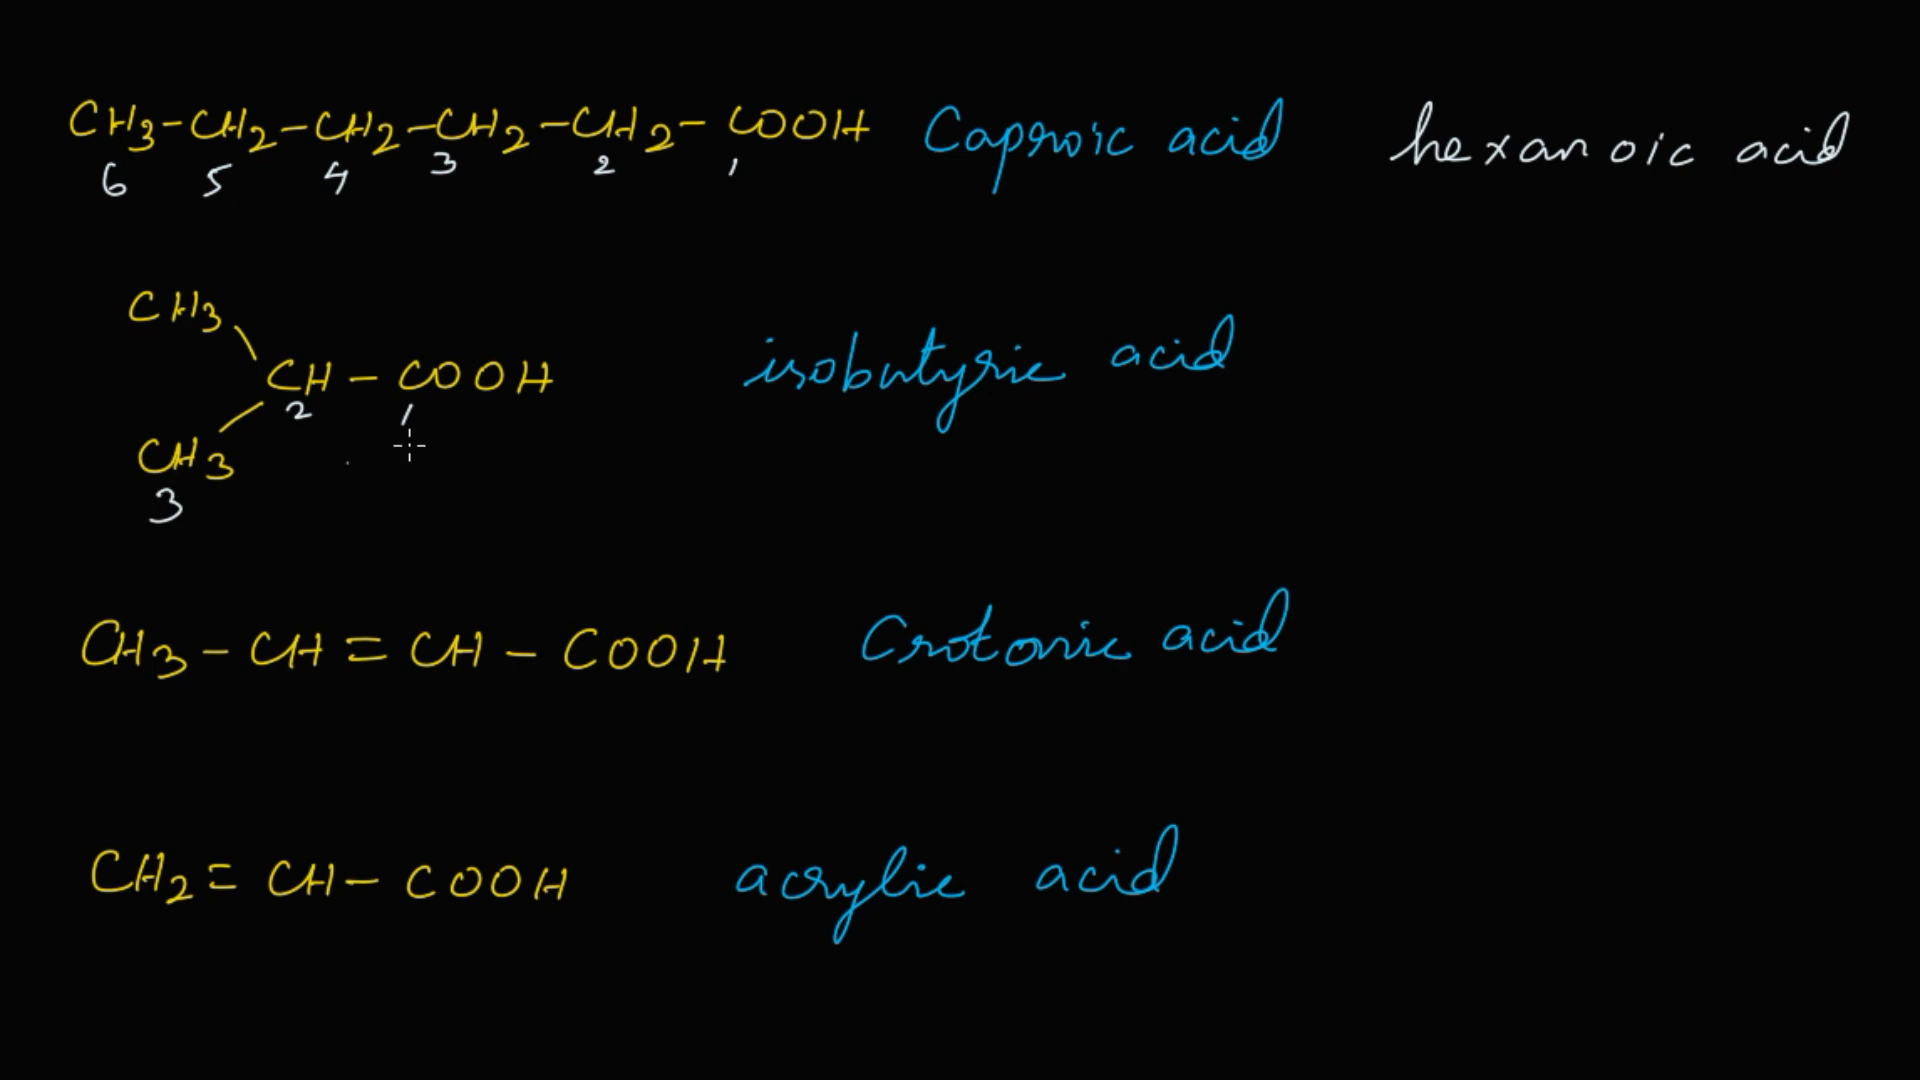 CH3-CH2-CH2-CH2-CH2-COOH Caproic acid hexanoic acid
6 5 4 3 2 1
CH3
CH - COOH isobutyric acid
2 1
CH3
3
CH3 - CH = CH - COOH Crotonic acid
CH2 = CH - COOH acrylic acid